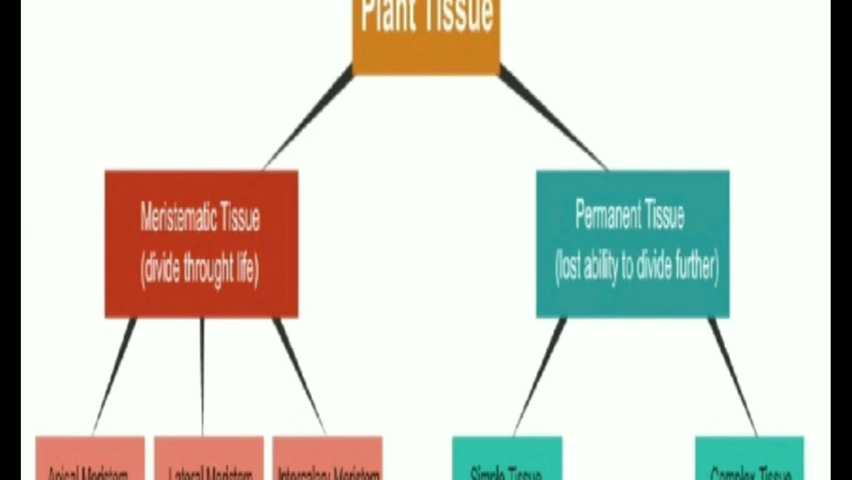 Plant Tissue
Meristematic Tissue
(divide throught life)
Permanent Tissue
(lost ability to divide further)
Apical Meristem
Lateral Meristem
Intercalary Meristem
Simple Tissue
Complex Tissue